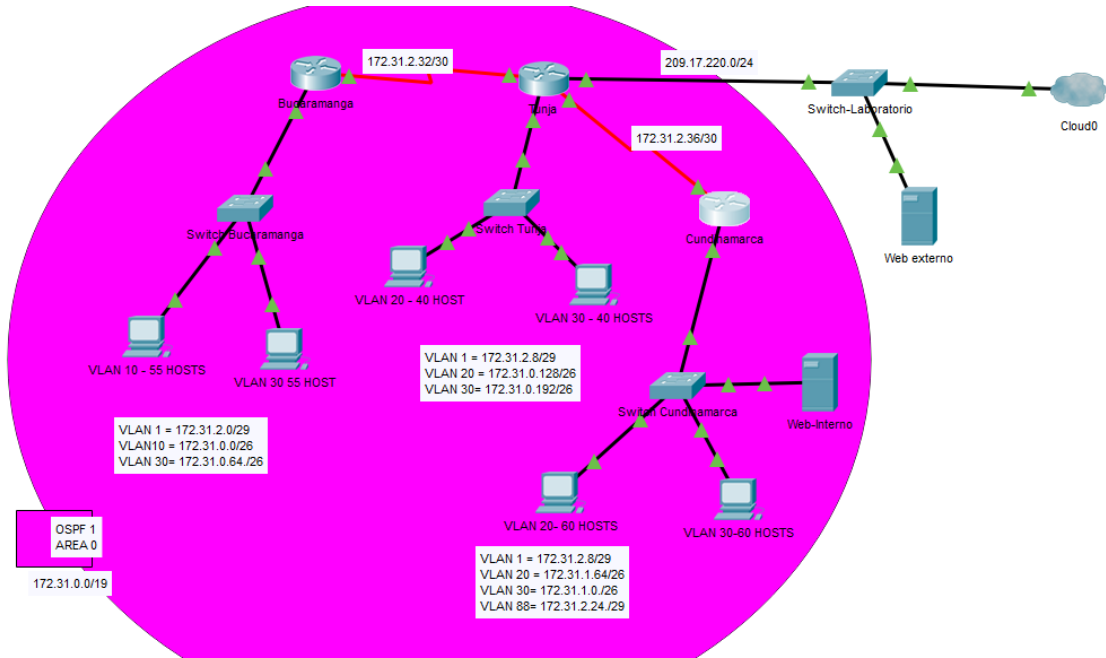 172.31.2.32/30
209.17.220.0/24
Bucaramanga
Tunja
Switch-Laboratorio
Cloud0
172.31.2.36/30
Switch Bucaramanga
Switch Tunja
Cundinamarca
Web externo
VLAN 20 - 40 HOST
VLAN 30 - 40 HOSTS
VLAN 10 - 55 HOSTS
VLAN 30 55 HOST
VLAN 1 = 172.31.2.8/29
VLAN 20 = 172.31.0.128/26
VLAN 30= 172.31.0.192/26
Switch Cundinamarca
Web-Interno
VLAN 1 = 172.31.2.0/29
VLAN10 = 172.31.0.0/26
VLAN 30= 172.31.0.64./26
VLAN 20- 60 HOSTS
VLAN 30-60 HOSTS
OSPF 1
AREA 0
172.31.0.0/19
VLAN 1 = 172.31.2.8/29
VLAN 20 = 172.31.1.64/26
VLAN 30= 172.31.1.0./26
VLAN 88= 172.31.2.24./29